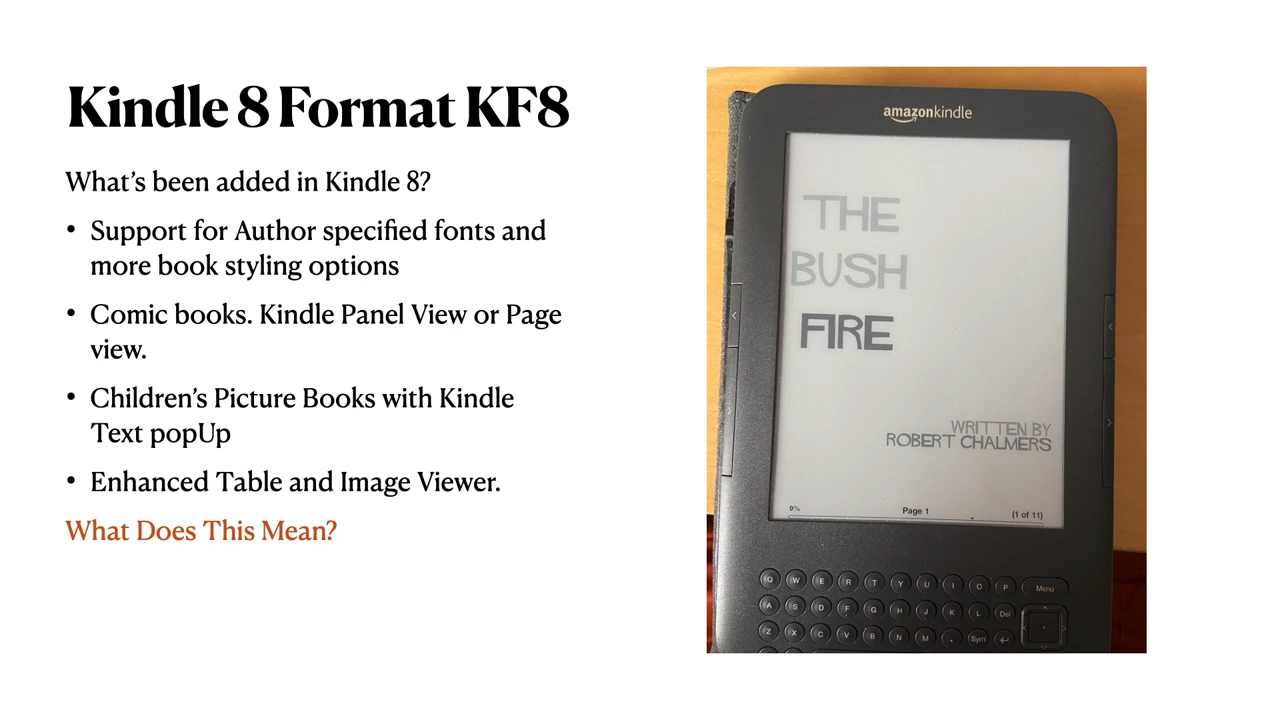 Kindle 8 Format KF8
What’s been added in Kindle 8?
• Support for Author specified fonts and
more book styling options
• Comic books. Kindle Panel View or Page
view.
• Children’s Picture Books with Kindle
Text popUp
• Enhanced Table and Image Viewer.
What Does This Mean?
amazonkindle
THE
BUSH
FIRE
WRITTEN BY
ROBERT CHALMERS
9% Page 1 (1 of 11)
Q W E R T Y U I O P Menu
A S D F G H J K L Del
Z X C V B N M . Sym